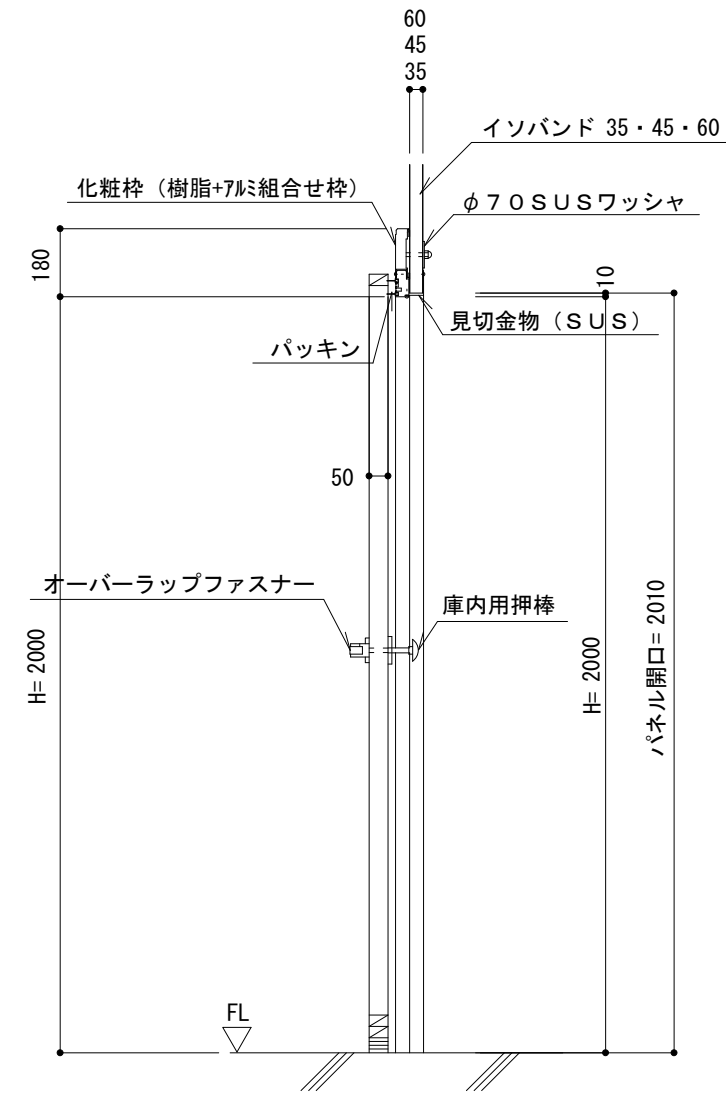 60
45
35
イソバンド 35・45・60
化粧枠（樹脂+ｱﾙﾐ組合せ枠）
φ７０SUSワッシャ
180
10
見切金物（ＳＵＳ）
パッキン
50
オーバーラップファスナー
庫内用押棒
H= 2000
H= 2000
パネル開口= 2010
FL